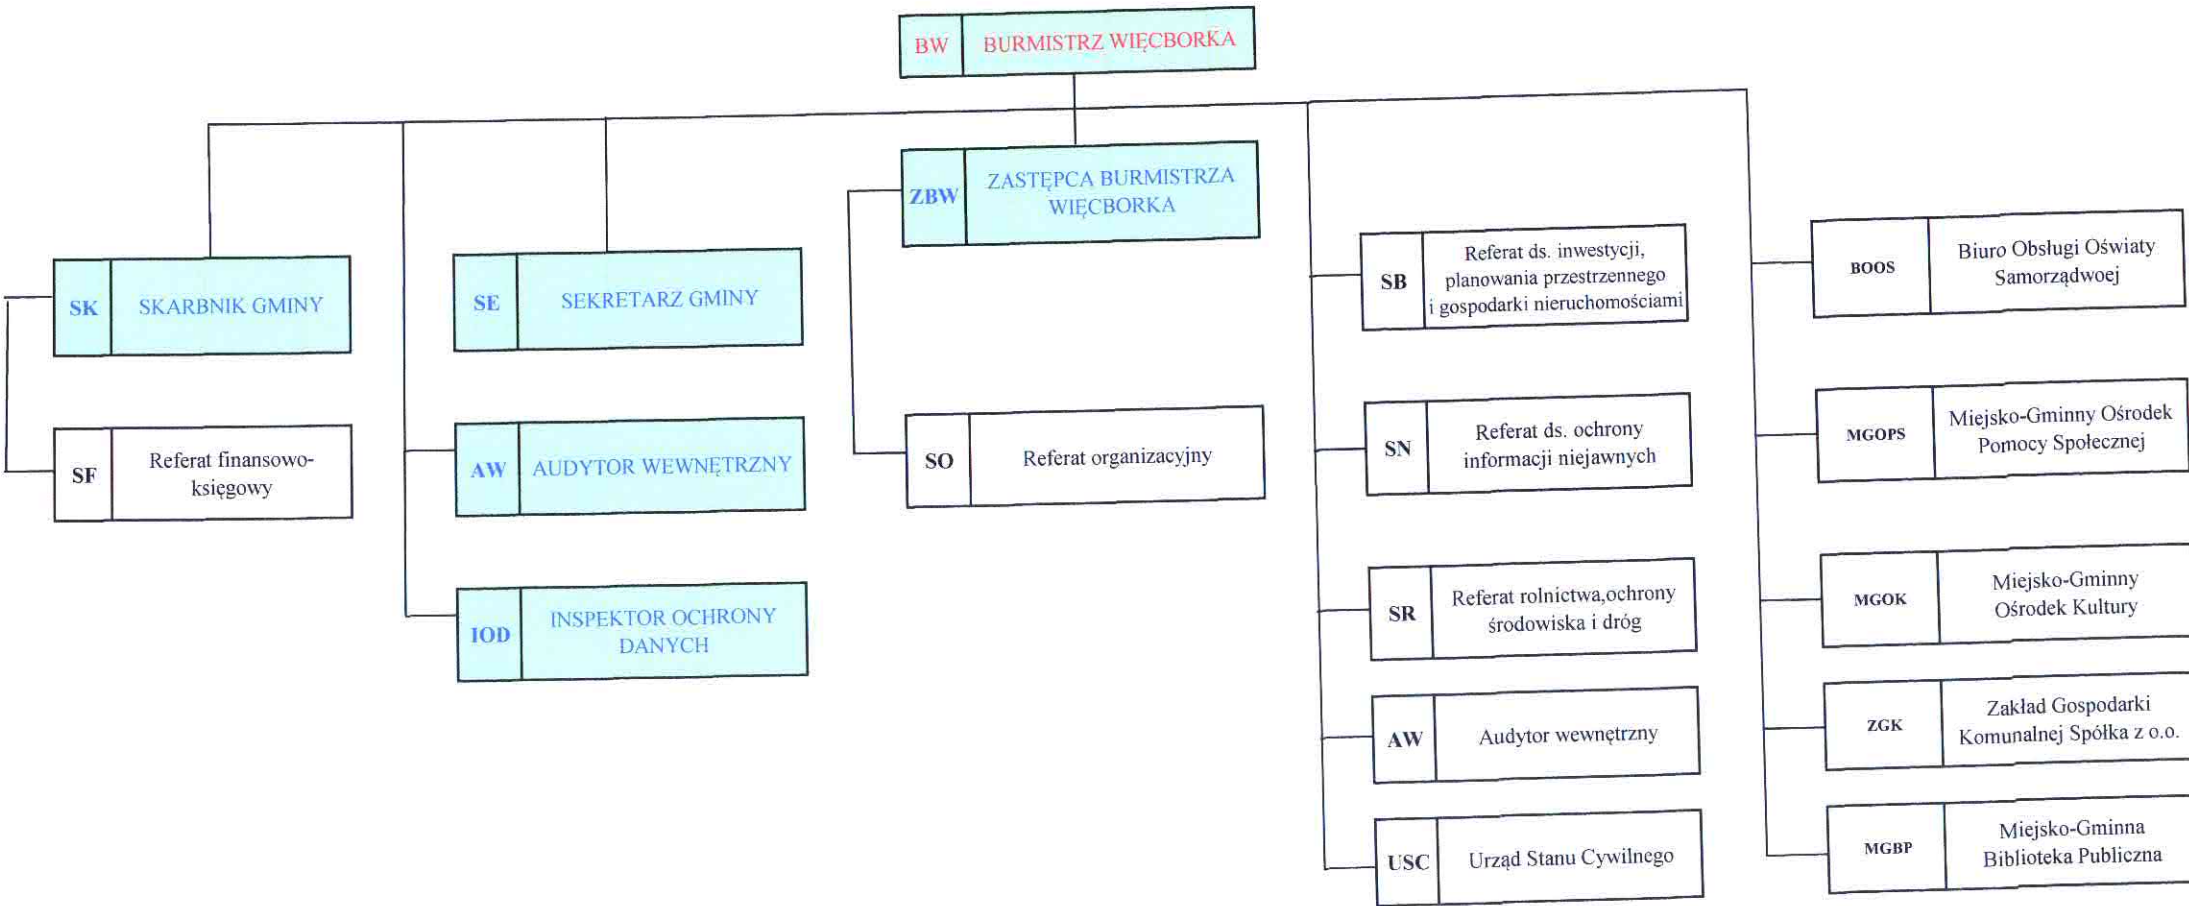 BW
BURMISTRZ WIĘCBORKA
ZBW
ZASTĘPCA BURMISTRZA
WIĘCBORKA
SK
SKARBNIK GMINY
SE
SEKRETARZ GMINY
SF
Referat finansowo-
księgowy
AW
AUDYTOR WEWNĘTRZNY
IOD
INSPEKTOR OCHRONY
DANYCH
SO
Referat organizacyjny
SB
Referat ds. inwestycji,
planowania przestrzennego
i gospodarki nieruchomościami
SN
Referat ds. ochrony
informacji niejawnych
SR
Referat rolnictwa,ochrony
środowiska i dróg
AW
Audytor wewnętrzny
USC
Urząd Stanu Cywilnego
BOOS
Biuro Obsługi Oświaty
Samorządwoej
MGOPS
Miejsko-Gminny Ośrodek
Pomocy Społecznej
MGOK
Miejsko-Gminny
Ośrodek Kultury
ZGK
Zakład Gospodarki
Komunalnej Spółka z o.o.
MGBP
Miejsko-Gminna
Biblioteka Publiczna